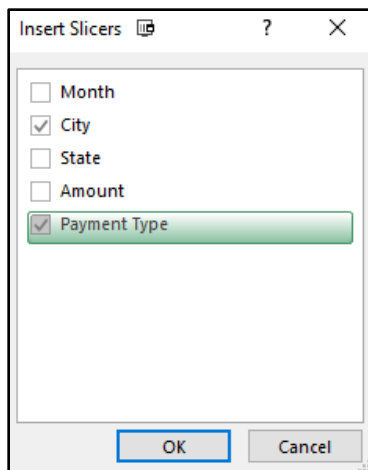 Insert Slicers ?
Month
City
State
Amount
Payment Type
OK Cancel